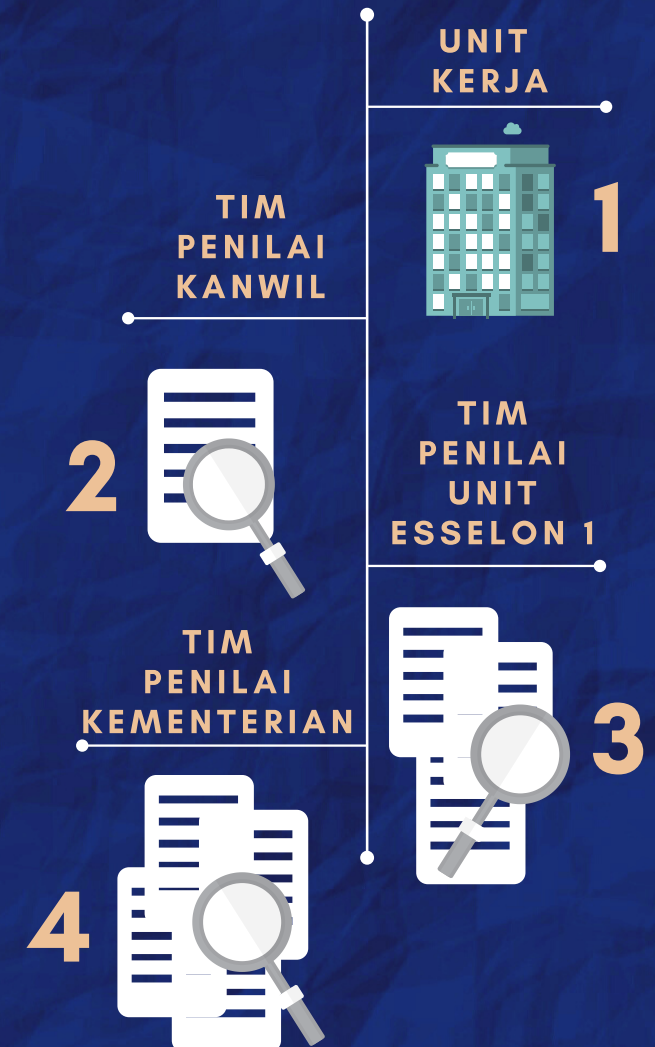 UNIT
KERJA
1
TIM
PENILAI
KANWIL
2
TIM
PENILAI
UNIT
ESSELON 1
3
TIM
PENILAI
KEMENTERIAN
4